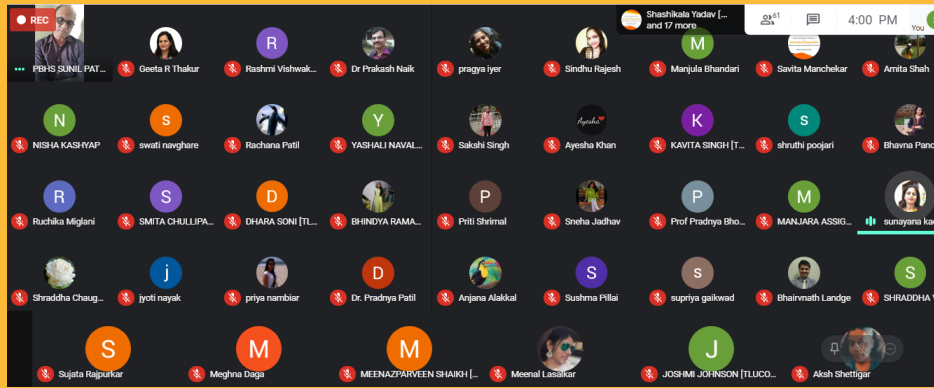 REC
Shashikala Yadav [...
and 17 more
61
4:00 PM
You
PBHS SUNIL PAT...
Geeta R Thakur
R
Rashmi Vishwak...
Dr Prakash Naik
pragya iyer
Sindhu Rajesh
M
Manjula Bhandari
Savita Manchekar
Amita Shah
N
NISHA KASHYAP
s
swati navghare
Rachana Patil
Y
YASHALI NAVAL...
Sakshi Singh
Ayesha
Ayesha Khan
K
KAVITA SINGH [T...
s
shruthi poojari
Bhavna Panc
R
Ruchika Miglani
S
SMITA CHULLIPA...
D
DHARA SONI [TL...
BHINDYA RAMA...
P
Priti Shrimal
Sneha Jadhav
P
Prof Pradnya Bho...
M
MANJARA ASSIG...
sunayana ka
Shraddha Chaug...
j
jyoti nayak
priya nambiar
D
Dr. Pradnya Patil
Anjana Alakkal
S
Sushma Pillai
s
supriya gaikwad
Bhairvnath Landge
S
SHRADDHA
S
Sujata Rajpurkar
M
Meghna Daga
M
MEENAZPARVEEN SHAIKH [...
Meenal Lasalkar
J
JOSHMI JOHNSON [TLUCO...
Aksh Shettigar